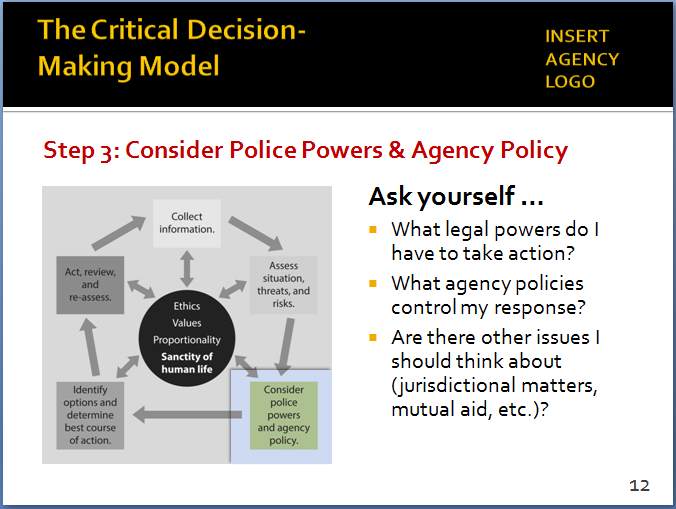 The Critical Decision-
Making Model
INSERT
AGENCY
LOGO
Step 3: Consider Police Powers & Agency Policy
Collect
information.
Assess
situation,
threats, and
risks.
Consider
police
powers
and agency
policy.
Identify
options and
determine
best course
of action.
Act, review,
and
re-assess.
Ethics
Values
Proportionality
Sanctity of
human life
Ask yourself ...
What legal powers do I
have to take action?
What agency policies
control my response?
Are there other issues I
should think about
(jurisdictional matters,
mutual aid, etc.)?
12